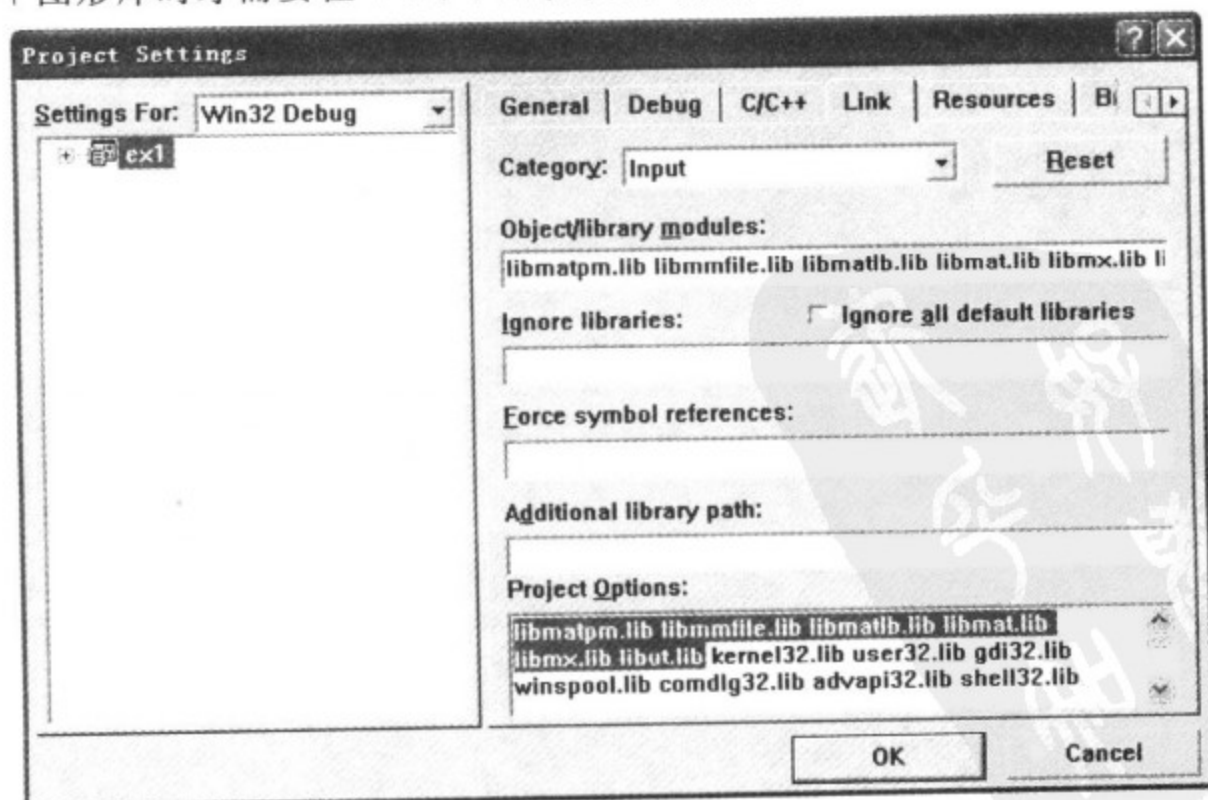 Project Settings
Settings For: Win32 Debug
ex1
General Debug C/C++ Link Resources
Category: Input
Reset
Object/library modules:
libmatpm.lib libmmfile.lib libmatlb.lib libmat.lib libmx.lib li
Ignore libraries:
Ignore all default libraries
Force symbol references:
Additional library path:
Project Options:
libmatpm.lib libmmfile.lib libmatlb.lib libmat.lib
libmx.lib libut.lib kernel32.lib user32.lib gdi32.lib
winspool.lib comdlg32.lib advapi32.lib shell32.lib
OK
Cancel